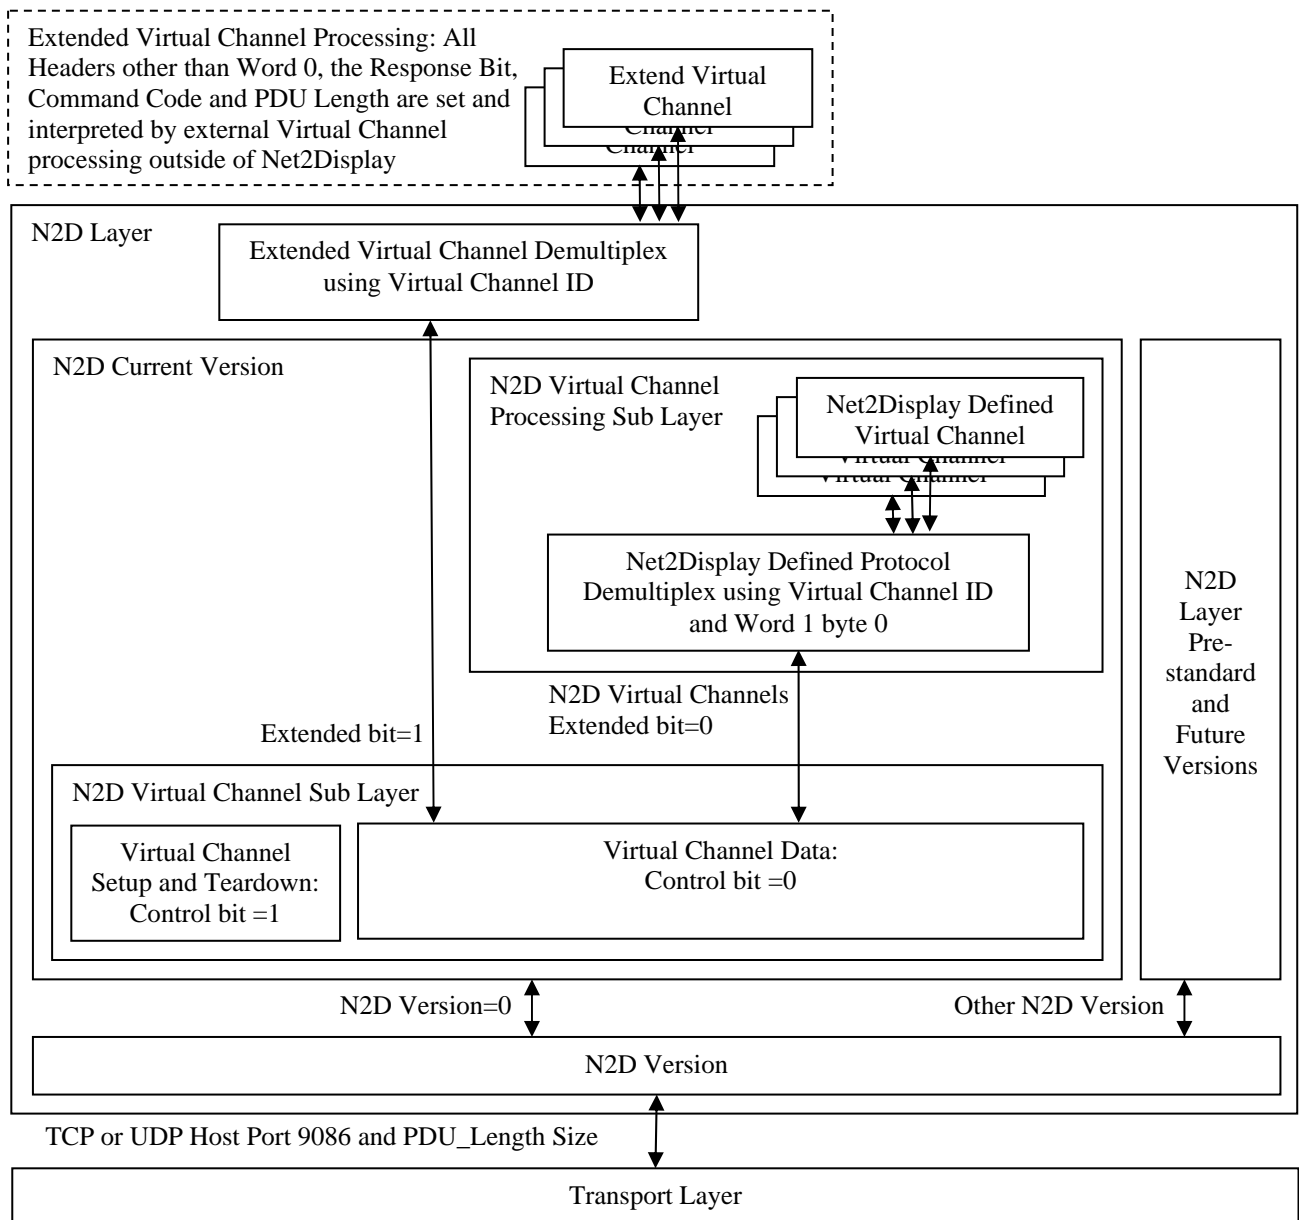 Extended Virtual Channel Processing: All
Headers other than Word 0, the Response Bit,
Command Code and PDU Length are set and
interpreted by external Virtual Channel
processing outside of Net2Display
Extend Virtual
Channel
Channel
Channel
N2D Layer
Extended Virtual Channel Demultiplex
using Virtual Channel ID
N2D Current Version
N2D Virtual Channel
Processing Sub Layer
Net2Display Defined
Virtual Channel
Virtual Channel
Virtual Channel
Net2Display Defined Protocol
Demultiplex using Virtual Channel ID
and Word 1 byte 0
N2D Virtual Channels
Extended bit=0
Extended bit=1
N2D
Layer
Pre-
standard
and
Future
Versions
N2D Virtual Channel Sub Layer
Virtual Channel
Setup and Teardown:
Control bit =1
Virtual Channel Data:
Control bit =0
N2D Version=0
Other N2D Version
N2D Version
TCP or UDP Host Port 9086 and PDU_Length Size
Transport Layer